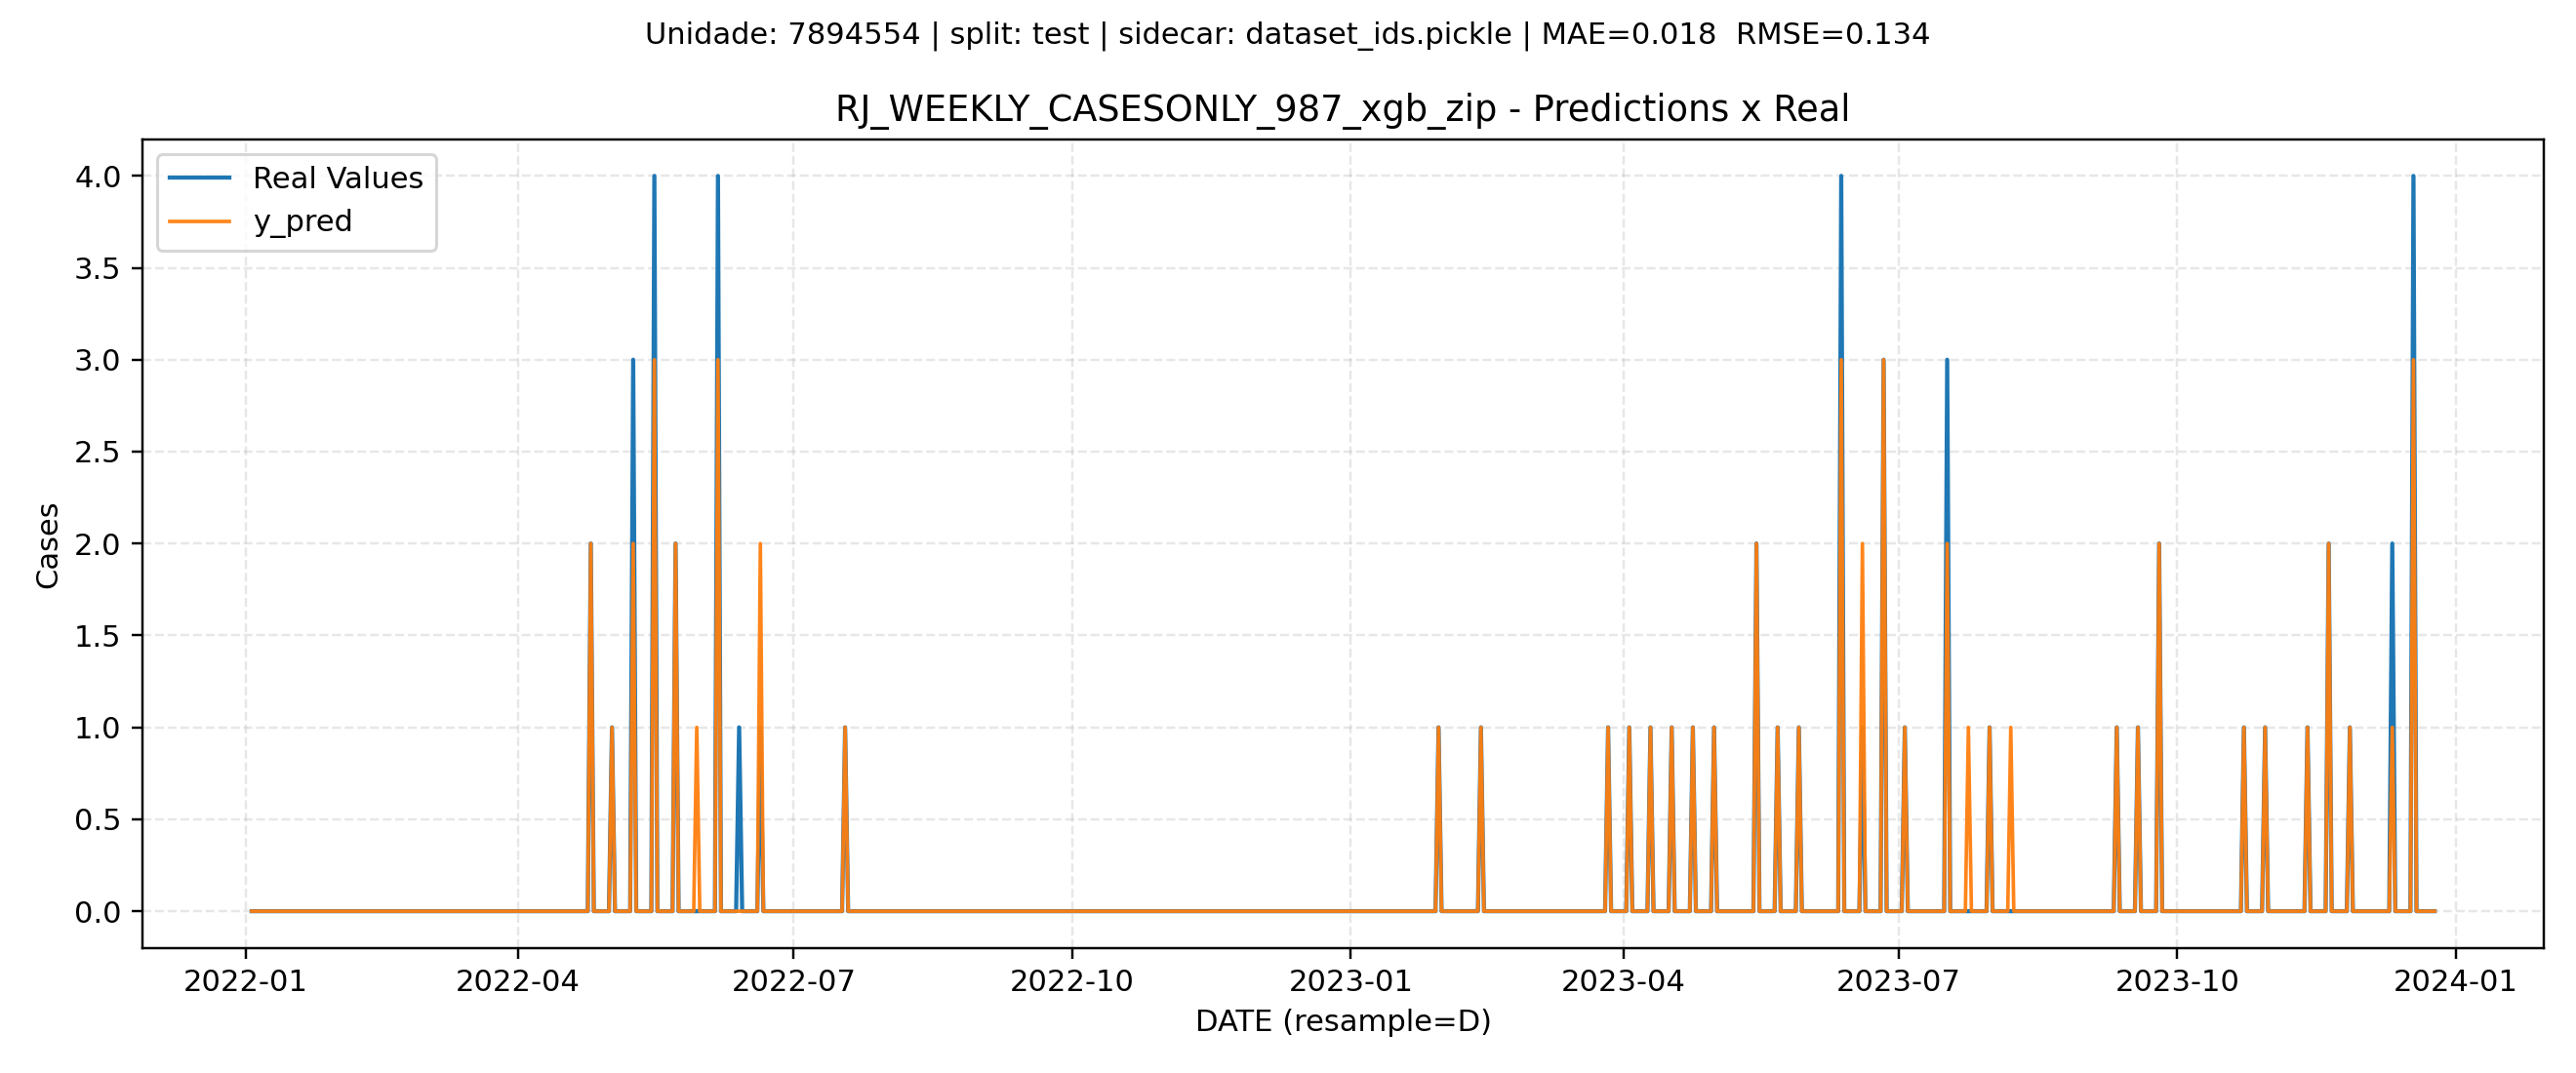 Unidade: 7894554 | split: test | sidecar: dataset_ids.pickle | MAE=0.018  RMSE=0.134
RJ_WEEKLY_CASESONLY_987_xgb_zip - Predictions x Real
Real Values
y_pred
4.0
3.5
3.0
2.5
2.0
1.5
1.0
0.5
0.0
Cases
2022-01 2022-04 2022-07 2022-10 2023-01 2023-04 2023-07 2023-10 2024-01
DATE (resample=D)